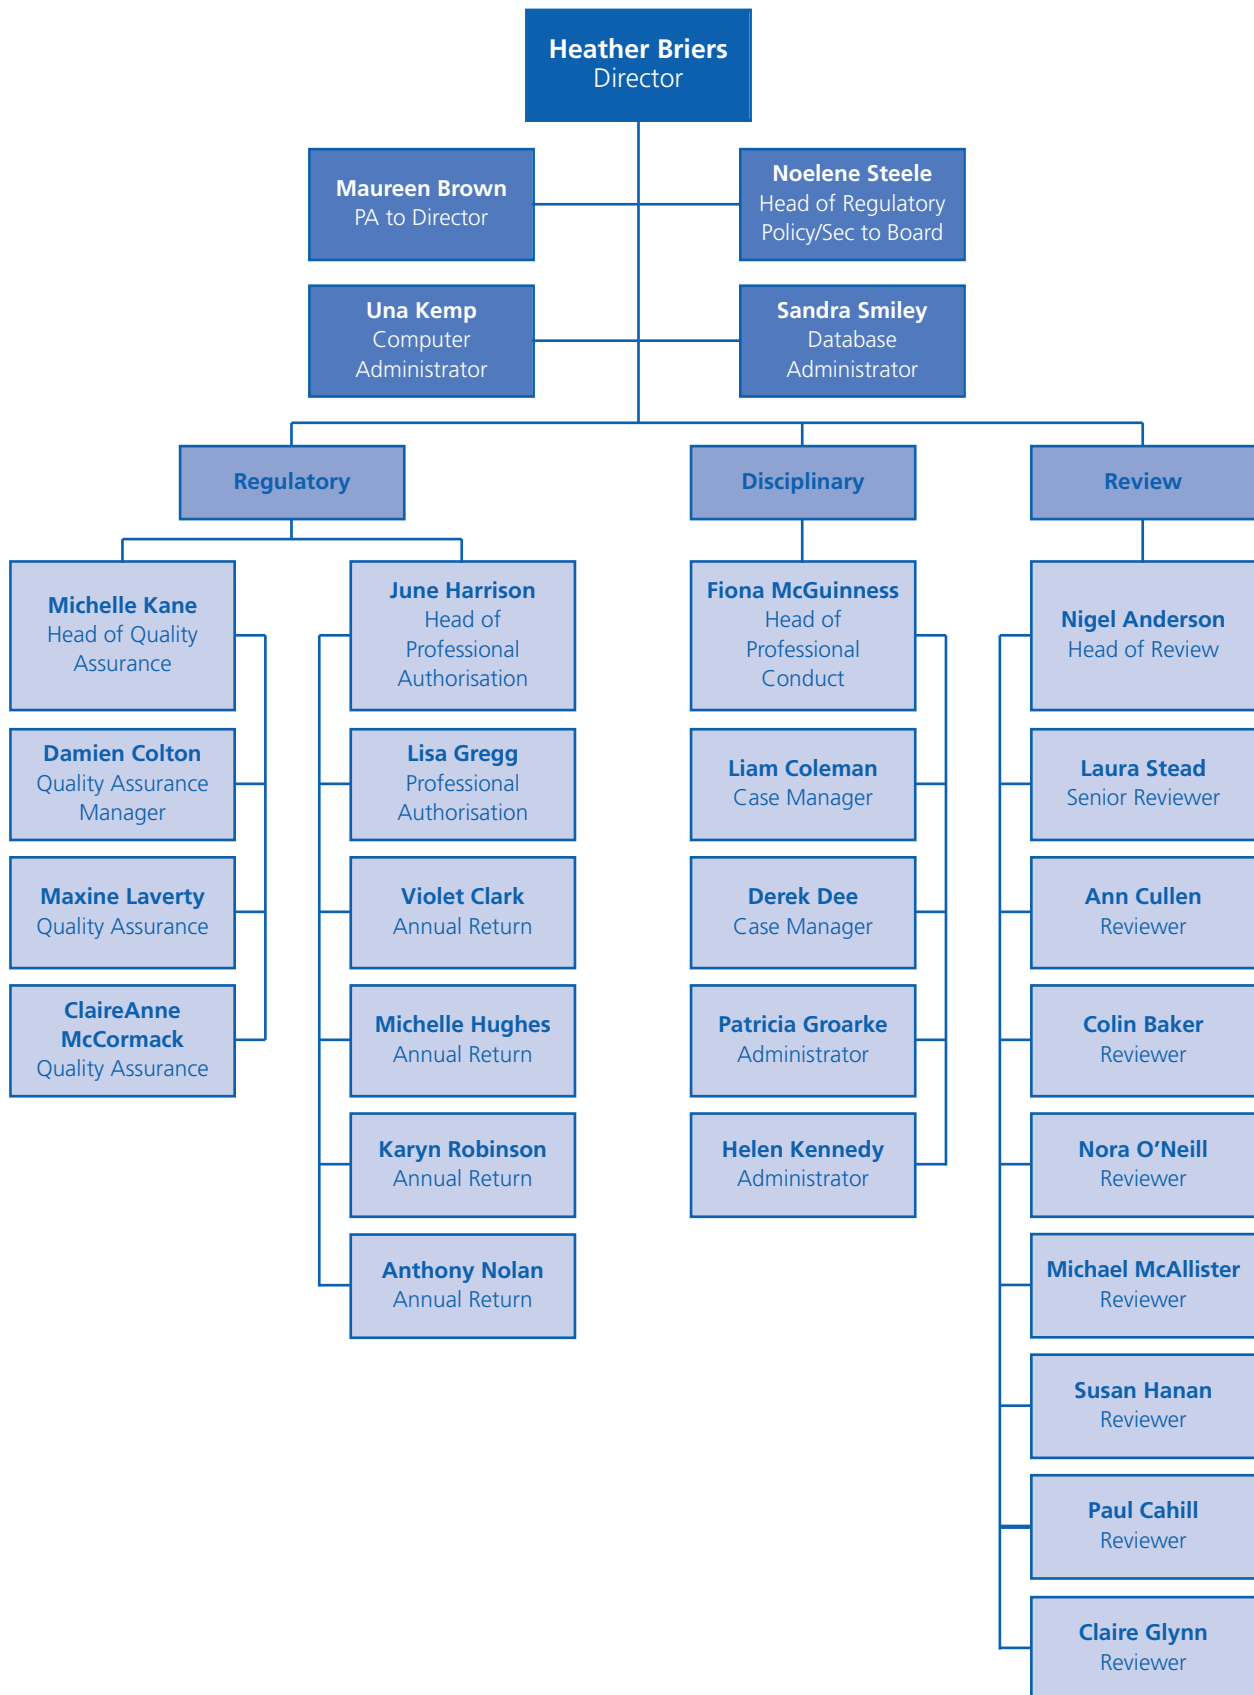 Heather Briers
Director
Maureen Brown
PA to Director
Noelene Steele
Head of Regulatory
Policy/Sec to Board
Una Kemp
Computer
Administrator
Sandra Smiley
Database
Administrator
Regulatory
Disciplinary
Review
Michelle Kane
Head of Quality
Assurance
Damien Colton
Quality Assurance
Manager
Maxine Laverty
Quality Assurance
ClaireAnne
McCormack
Quality Assurance
June Harrison
Head of
Professional
Authorisation
Lisa Gregg
Professional
Authorisation
Violet Clark
Annual Return
Michelle Hughes
Annual Return
Karyn Robinson
Annual Return
Anthony Nolan
Annual Return
Fiona McGuinness
Head of
Professional
Conduct
Liam Coleman
Case Manager
Derek Dee
Case Manager
Patricia Groarke
Administrator
Helen Kennedy
Administrator
Nigel Anderson
Head of Review
Laura Stead
Senior Reviewer
Ann Cullen
Reviewer
Colin Baker
Reviewer
Nora O’Neill
Reviewer
Michael McAllister
Reviewer
Susan Hanan
Reviewer
Paul Cahill
Reviewer
Claire Glynn
Reviewer